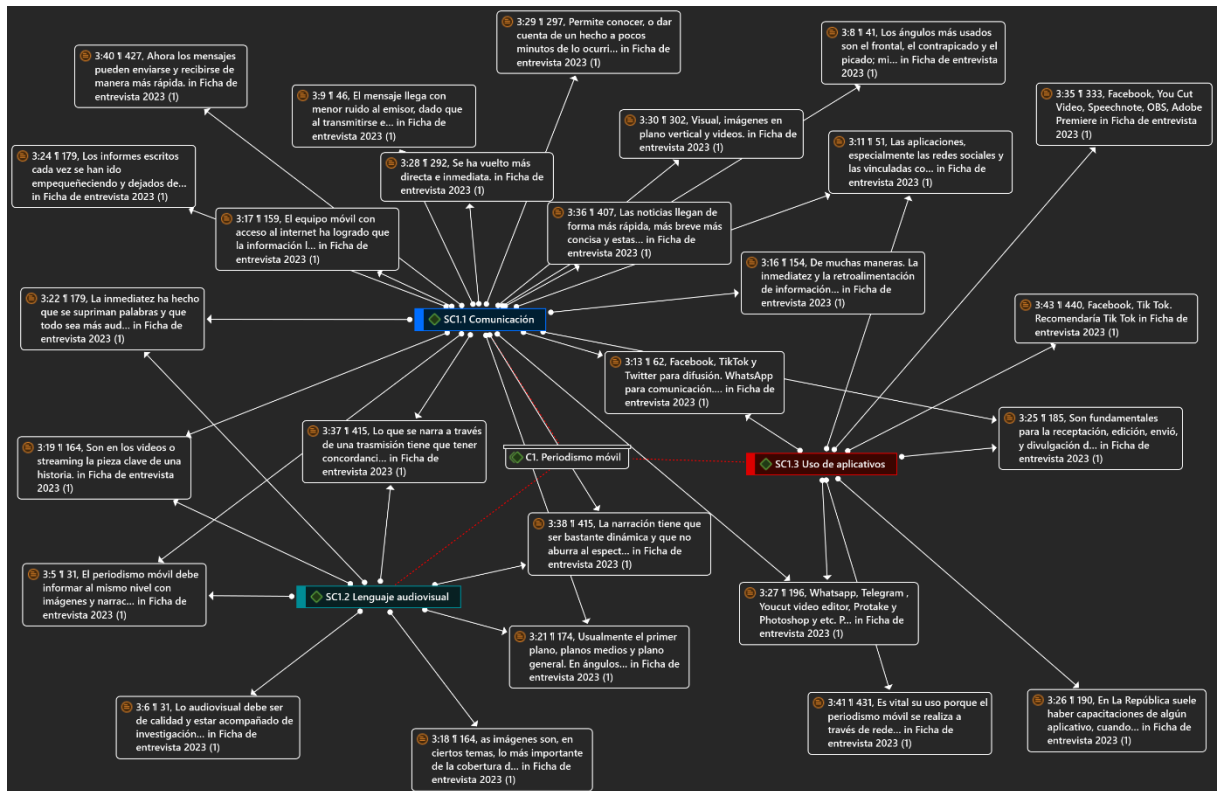 3:29 ¶ 297, Permite conocer, o dar
cuenta de un hecho a pocos
minutos de lo ocurri... in Ficha de
entrevista 2023 (1)
3:8 ¶ 41, Los ángulos más usados
son el frontal, el contrapicado y el
picado; mi... in Ficha de
entrevista 2023 (1)
3:40 ¶ 427, Ahora los mensajes
pueden enviarse y recibirse de
manera más rápida. in Ficha de
entrevista 2023 (1)
3:9 ¶ 46, El mensaje llega con
menor ruido al emisor, dado que
al transmitirse e... in Ficha de
entrevista 2023 (1)
3:35 ¶ 333, Facebook, You Cut
Video, Speechnote, OBS, Adobe
Premiere in Ficha de entrevista
2023 (1)
3:30 ¶ 302, Visual, imágenes en
plano vertical y videos. in Ficha de
entrevista 2023 (1)
3:11 ¶ 51, Las aplicaciones,
especialmente las redes sociales y
las vinculadas co... in Ficha de
entrevista 2023 (1)
3:24 ¶ 179, Los informes escritos
cada vez se han ido
empequeñeciendo y dejados de...
in Ficha de entrevista 2023 (1)
3:28 ¶ 292, Se ha vuelto más
directa e inmediata. in Ficha de
entrevista 2023 (1)
3:17 ¶ 159, El equipo móvil con
acceso al internet ha logrado que
la información l... in Ficha de
entrevista 2023 (1)
3:36 ¶ 407, Las noticias llegan de
forma más rápida, más breve más
concisa y estas... in Ficha de
entrevista 2023 (1)
3:16 ¶ 154, De muchas maneras. La
inmediatez y la retroalimentación
de información... in Ficha de
entrevista 2023 (1)
3:22 ¶ 179, La inmediatez ha hecho
que se supriman palabras y que
todo sea más aud... in Ficha de
entrevista 2023 (1)
SC1.1 Comunicación
3:43 ¶ 440, Facebook, Tik Tok.
Recomendaría Tik Tok in Ficha de
entrevista 2023 (1)
3:13 ¶ 62, Facebook, TikTok y
Twitter para difusión. WhatsApp
para comunicación.... in Ficha de
entrevista 2023 (1)
3:25 ¶ 185, Son fundamentales
para la receptación, edición, envió,
y divulgación d... in Ficha de
entrevista 2023 (1)
3:19 ¶ 164, Son en los videos o
streaming la pieza clave de una
historia. in Ficha de entrevista
2023 (1)
3:37 ¶ 415, Lo que se narra a través
de una trasmisión tiene que tener
concordanci... in Ficha de
entrevista 2023 (1)
C1. Periodismo móvil
SC1.3 Uso de aplicativos
3:38 ¶ 415, La narración tiene que
ser bastante dinámica y que no
aburra al espect... in Ficha de
entrevista 2023 (1)
3:5 ¶ 31, El periodismo móvil debe
informar al mismo nivel con
imágenes y narrac... in Ficha de
entrevista 2023 (1)
SC1.2 Lenguaje audiovisual
3:27 ¶ 196, Whatsapp, Telegram ,
Youcut video editor, Protake y
Photoshop y etc. P... in Ficha de
entrevista 2023 (1)
3:21 ¶ 174, Usualmente el primer
plano, planos medios y plano
general. En ángulos... in Ficha de
entrevista 2023 (1)
3:6 ¶ 31, Lo audiovisual debe ser
de calidad y estar acompañado de
investigación... in Ficha de
entrevista 2023 (1)
3:41 ¶ 431, Es vital su uso porque el
periodismo móvil se realiza a
través de rede... in Ficha de
entrevista 2023 (1)
3:26 ¶ 190, En La República suele
haber capacitaciones de algún
aplicativo, cuando... in Ficha de
entrevista 2023 (1)
3:18 ¶ 164, as imágenes son, en
ciertos temas, lo más importante
de la cobertura d... in Ficha de
entrevista 2023 (1)